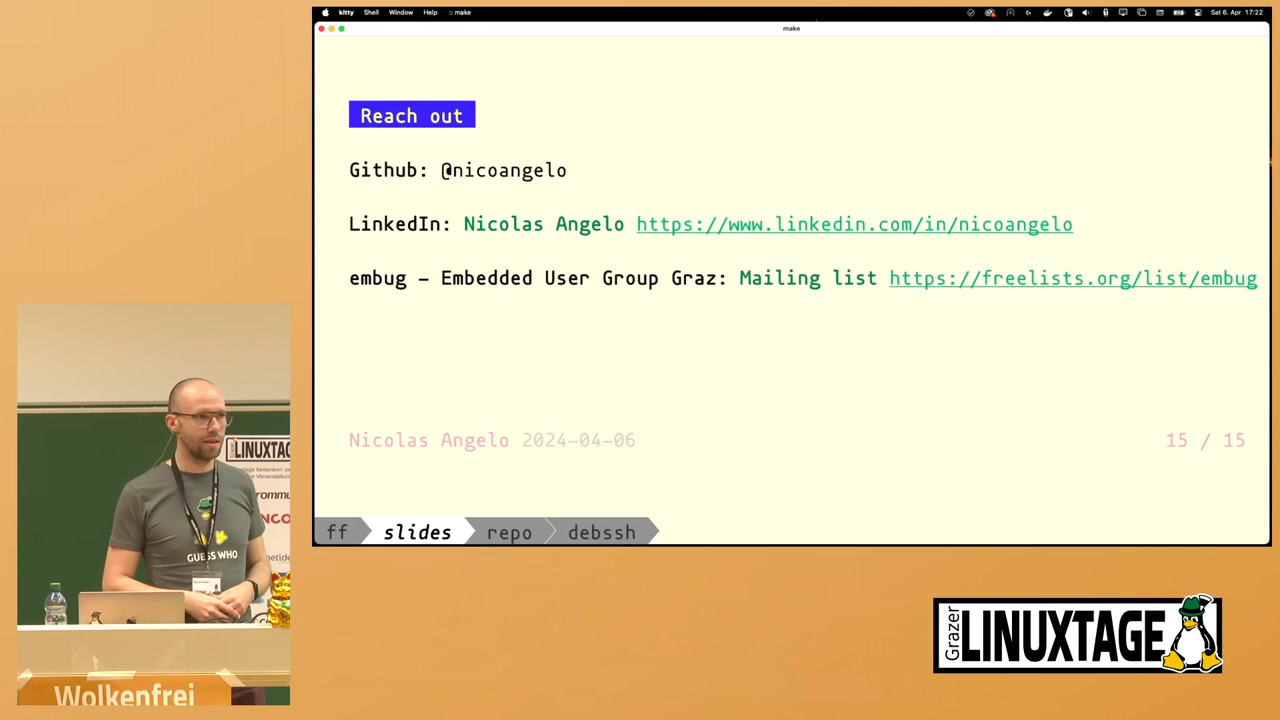 kitty Shell Window Help :: make
Sat 6. Apr 17:22
make
Reach out
Github: @nicoangelo
LinkedIn: Nicolas Angelo https://www.linkedin.com/in/nicoangelo
embug – Embedded User Group Graz: Mailing list https://freelists.org/list/embug
Nicolas Angelo 2024-04-06
15 / 15
ff slides repo debssh
LINUXTAGE
GUESS WHO
Wolkenfrei
Grazer LINUXTAGE